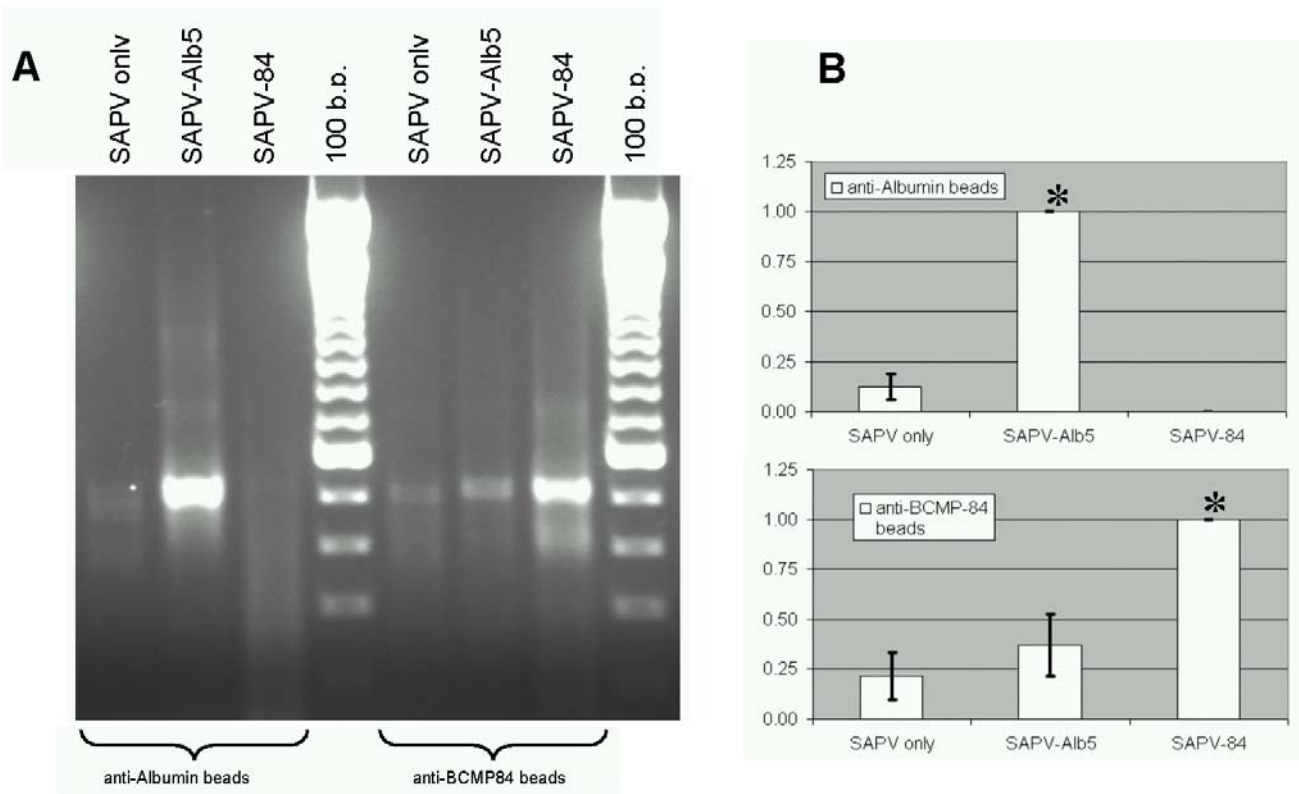 A
SAPV onlv
SAPV-Alb5
SAPV-84
100 b.p.
SAPV onlv
SAPV-Alb5
SAPV-84
100 b.p.
anti-Albumin beads
anti-BCMP84 beads
B
1.25
1.00
0.75
0.50
0.25
0.00
anti-Albumin beads
*
SAPV only
SAPV-Alb5
SAPV-84
1.25
1.00
0.75
0.50
0.25
0.00
anti-BCMP-84
beads
*
SAPV only
SAPV-Alb5
SAPV-84